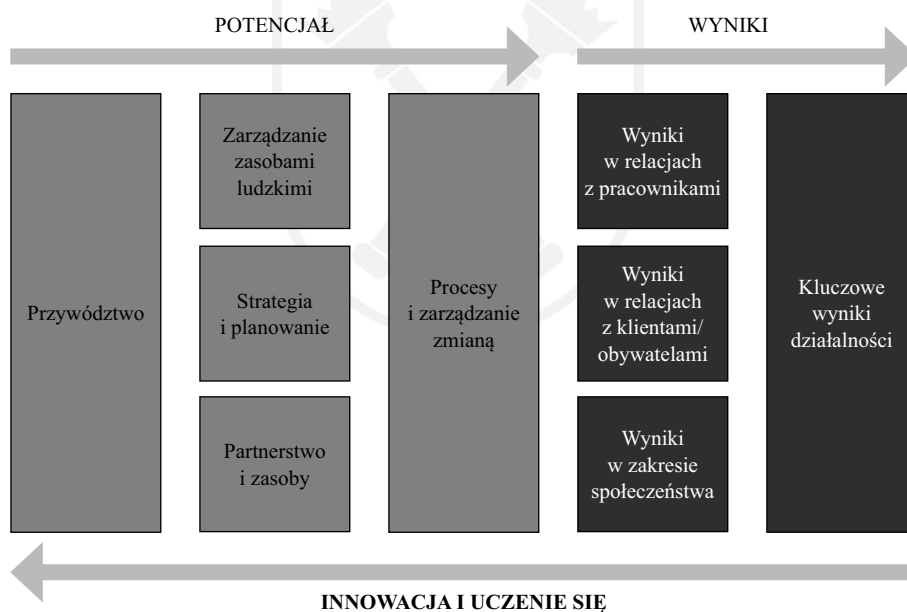 POTENCJAŁ
WYNIKI
Przywództwo
Zarządzanie
zasobami
ludzkimi
Strategia
i planowanie
Partnerstwo
i zasoby
Procesy
i zarządzanie
zmianą
Wyniki
w relacjach
z pracownikami
Wyniki
w relacjach
z klientami/
obywatelami
Wyniki
w zakresie
społeczeństwa
Kluczowe
wyniki
działalności
INNOWACJA I UCZENIE SIĘ